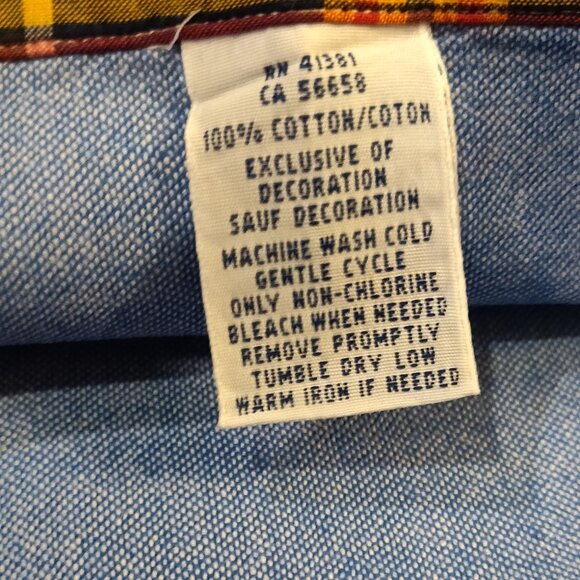 RN 41381
CA 56658
100% COTTON/COTON
EXCLUSIVE OF
DECORATION
SAUF DECORATION
MACHINE WASH COLD
GENTLE CYCLE
ONLY NON-CHLORINE
BLEACH WHEN NEEDED
REMOVE PROMPTLY
TUMBLE DRY LOW
WARM IRON IF NEEDED